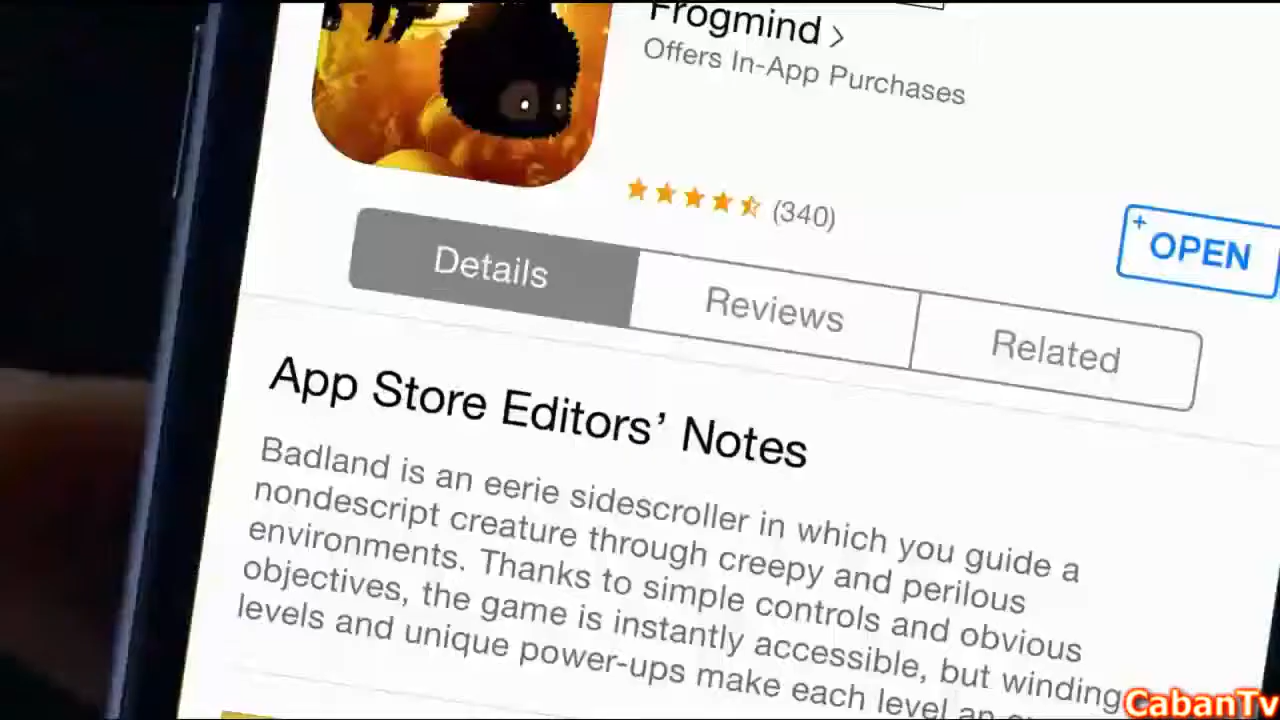 Frogmind >
Offers In-App Purchases
(340)
+ OPEN
Details
Reviews
Related
App Store Editors’ Notes
Badland is an eerie sidescroller in which you guide a
nondescript creature through creepy and perilous
environments. Thanks to simple controls and obvious
objectives, the game is instantly accessible, but winding
levels and unique power-ups make each level an
CabanTv